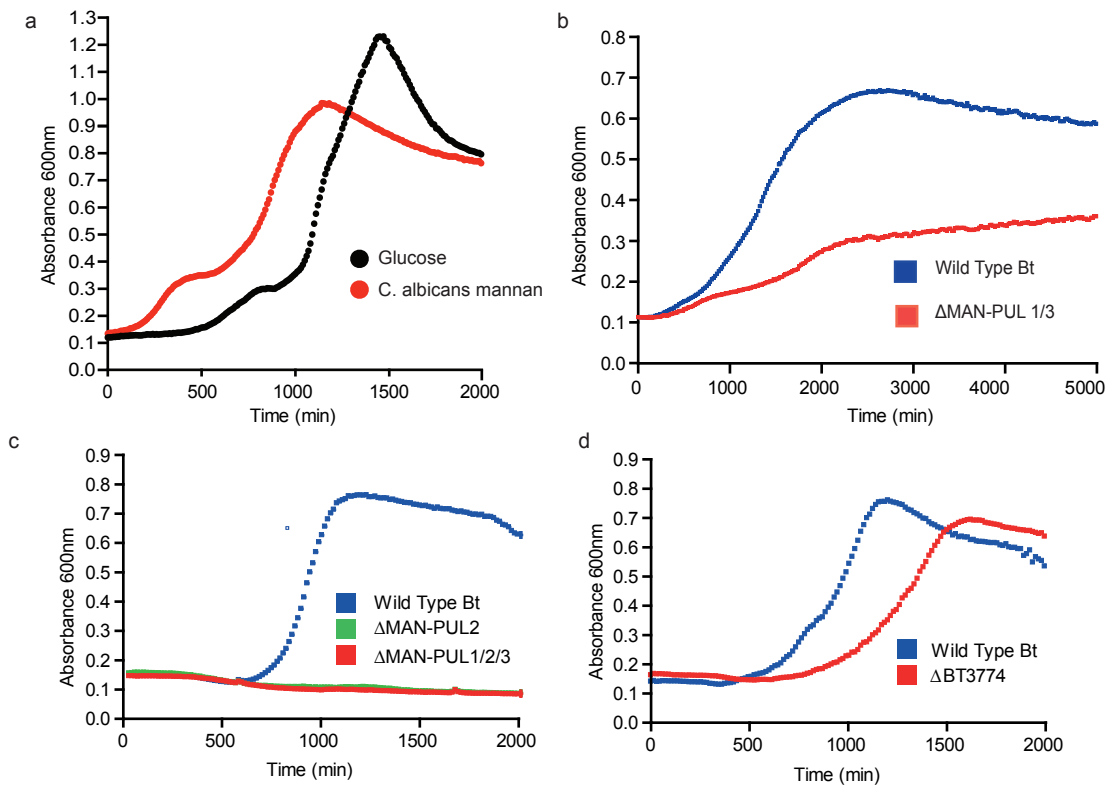 a
1.3
1.2
1.1
1.0
0.9
0.8
0.7
0.6
0.5
0.4
0.3
0.2
0.1
0.0
Absorbance 600nm
Glucose
C. albicans mannan
0 500 1000 1500 2000
Time (min)
b
0.8
0.7
0.6
0.5
0.4
0.3
0.2
0.1
0.0
Absorbance 600nm
Wild Type Bt
ΔMAN-PUL 1/3
0 1000 2000 3000 4000 5000
Time (min)
c
0.9
0.8
0.7
0.6
0.5
0.4
0.3
0.2
0.1
0.0
Absorbance 600nm
Wild Type Bt
ΔMAN-PUL2
ΔMAN-PUL1/2/3
0 500 1000 1500 2000
Time (min)
d
0.9
0.8
0.7
0.6
0.5
0.4
0.3
0.2
0.1
0.0
Absorbance 600nm
Wild Type Bt
ΔBT3774
0 500 1000 1500 2000
Time (min)